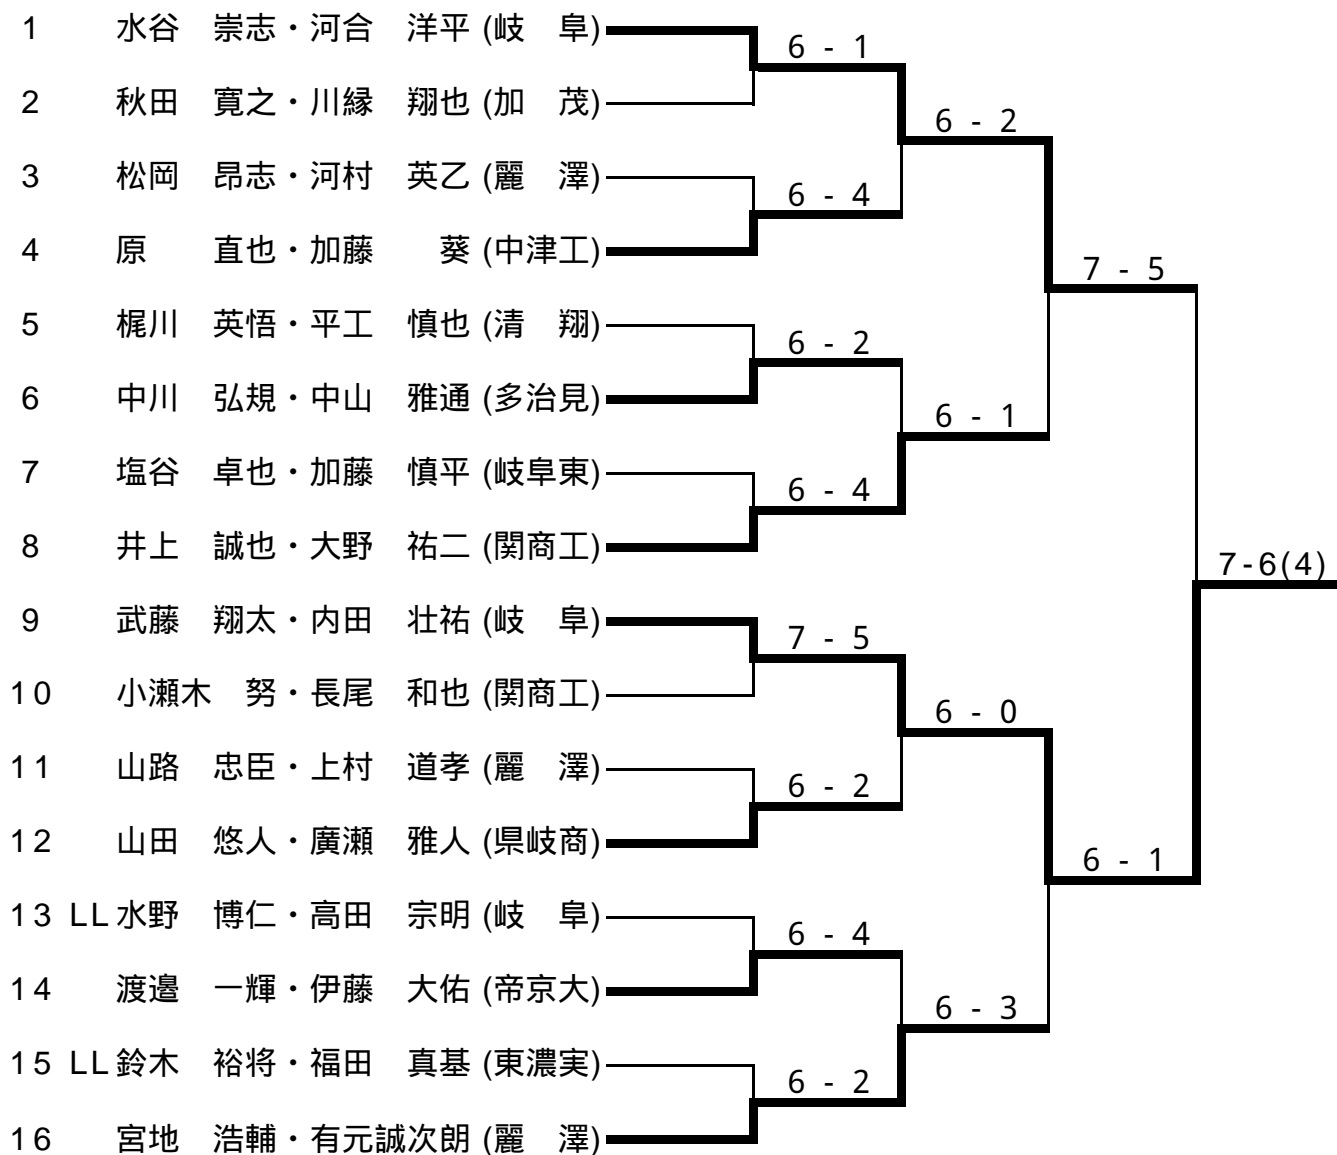 1 水谷 崇志・河合 洋平 (岐 阜)
6 - 1
2 秋田 寛之・川縁 翔也 (加 茂)
6 - 2
3 松岡 昂志・河村 英乙 (麗 澤)
6 - 4
4 原 直也・加藤 葵 (中津工)
7 - 5
5 梶川 英悟・平工 慎也 (清 翔)
6 - 2
6 中川 弘規・中山 雅通 (多治見)
6 - 1
7 塩谷 卓也・加藤 慎平 (岐阜東)
6 - 4
8 井上 誠也・大野 祐二 (関商工)
7-6(4)
9 武藤 翔太・内田 壮祐 (岐 阜)
7 - 5
10 小瀬木 努・長尾 和也 (関商工)
6 - 0
11 山路 忠臣・上村 道孝 (麗 澤)
6 - 2
12 山田 悠人・廣瀬 雅人 (県岐商)
6 - 1
13 LL 水野 博仁・高田 宗明 (岐 阜)
6 - 4
14 渡邉 一輝・伊藤 大佑 (帝京大)
6 - 3
15 LL 鈴木 裕将・福田 真基 (東濃実)
6 - 2
16 宮地 浩輔・有元誠次朗 (麗 澤)